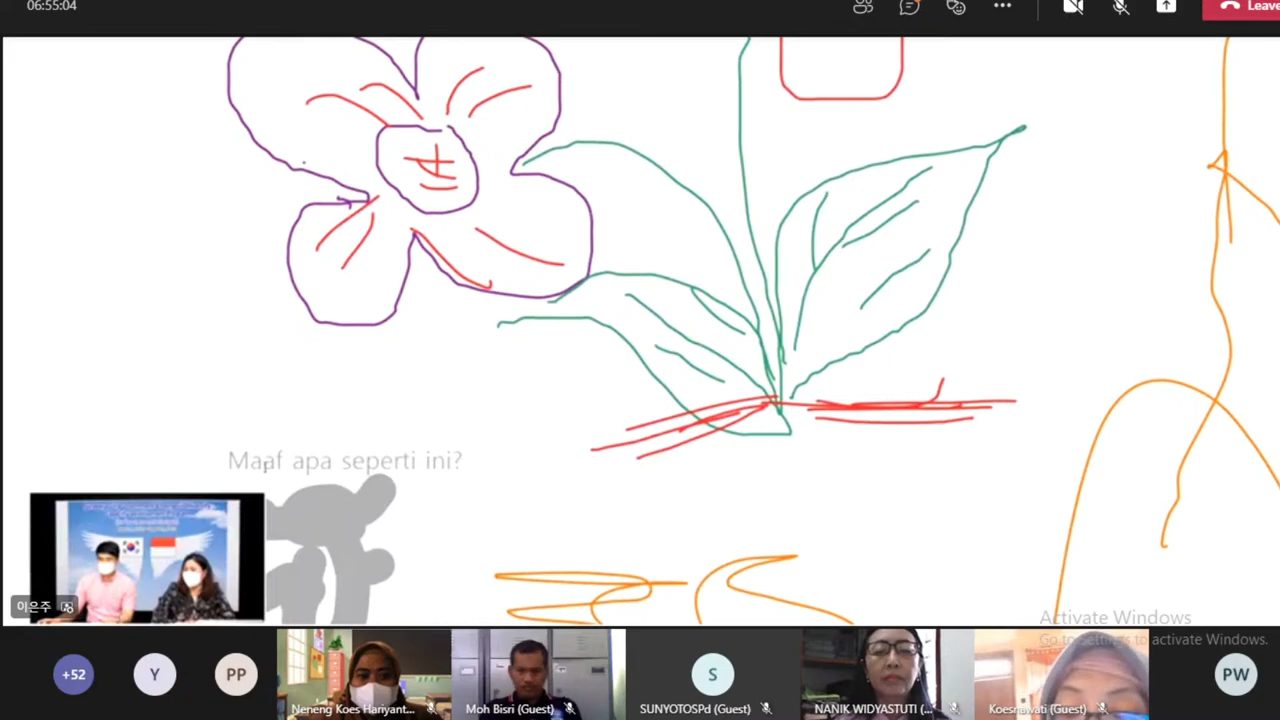 06:55:04
Leave
Maaf apa seperti ini?
이은주
Activate Windows
Go to Settings to activate Windows.
+52
Y
PP
Neneng Koes Hariyant...
Moh Bisri (Guest)
S
SUNYOTOSPd (Guest)
NANIK WIDYASTUTI (...
Koesnawati (Guest)
PW